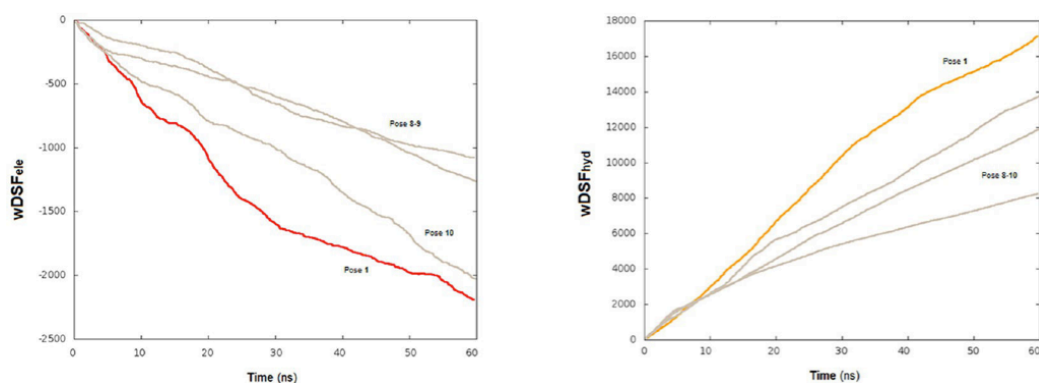 0
-500
-1000
-1500
-2000
-2500
wDSFele
Pose 8-9
Pose 10
Pose 1
0 10 20 30 40 50 60
Time (ns)
18000
16000
14000
12000
10000
8000
6000
4000
2000
0
wDSFhyd
Pose 1
Pose 8-10
0 10 20 30 40 50 60
Time (ns)